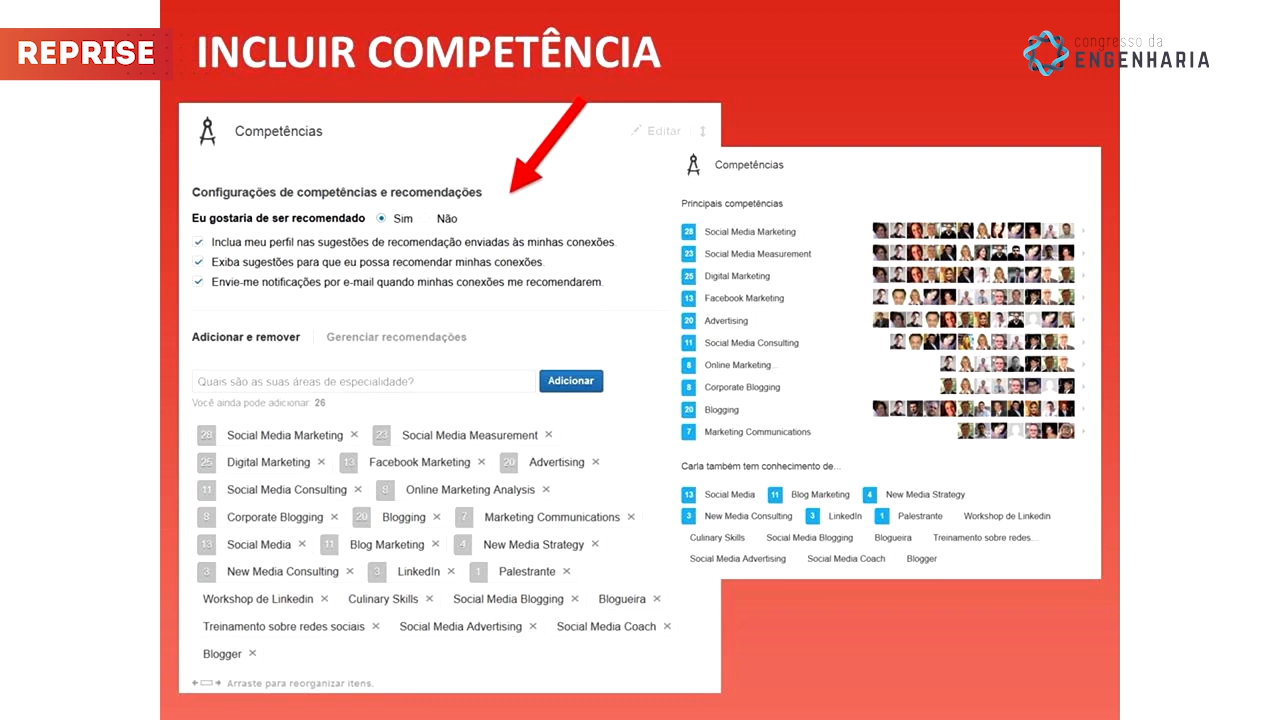 REPRISE
INCLUIR COMPETÊNCIA
congresso da
ENGENHARIA
Competências
Editar
Configurações de competências e recomendações
Eu gostaria de ser recomendado Sim Não
Inclua meu perfil nas sugestões de recomendação enviadas às minhas conexões.
Exiba sugestões para que eu possa recomendar minhas conexões.
Envie-me notificações por e-mail quando minhas conexões me recomendarem.
Adicionar e remover Gerenciar recomendações
Quais são as suas áreas de especialidade? Adicionar
Você ainda pode adicionar: 26
28 Social Media Marketing × 23 Social Media Measurement ×
25 Digital Marketing × 13 Facebook Marketing × 20 Advertising ×
11 Social Media Consulting × 8 Online Marketing Analysis ×
8 Corporate Blogging × 20 Blogging × 7 Marketing Communications ×
13 Social Media × 11 Blog Marketing × 4 New Media Strategy ×
3 New Media Consulting × 3 LinkedIn × 1 Palestrante ×
Workshop de Linkedin × Culinary Skills × Social Media Blogging × Blogueira ×
Treinamento sobre redes sociais × Social Media Advertising × Social Media Coach ×
Blogger ×
Arraste para reorganizar itens.
Competências
Principais competências
28 Social Media Marketing
23 Social Media Measurement
25 Digital Marketing
13 Facebook Marketing
20 Advertising
11 Social Media Consulting
8 Online Marketing...
8 Corporate Blogging
20 Blogging
7 Marketing Communications
Carla também tem conhecimento de...
13 Social Media 11 Blog Marketing 4 New Media Strategy
3 New Media Consulting 3 LinkedIn 1 Palestrante Workshop de Linkedin
Culinary Skills Social Media Blogging Blogueira Treinamento sobre redes...
Social Media Advertising Social Media Coach Blogger